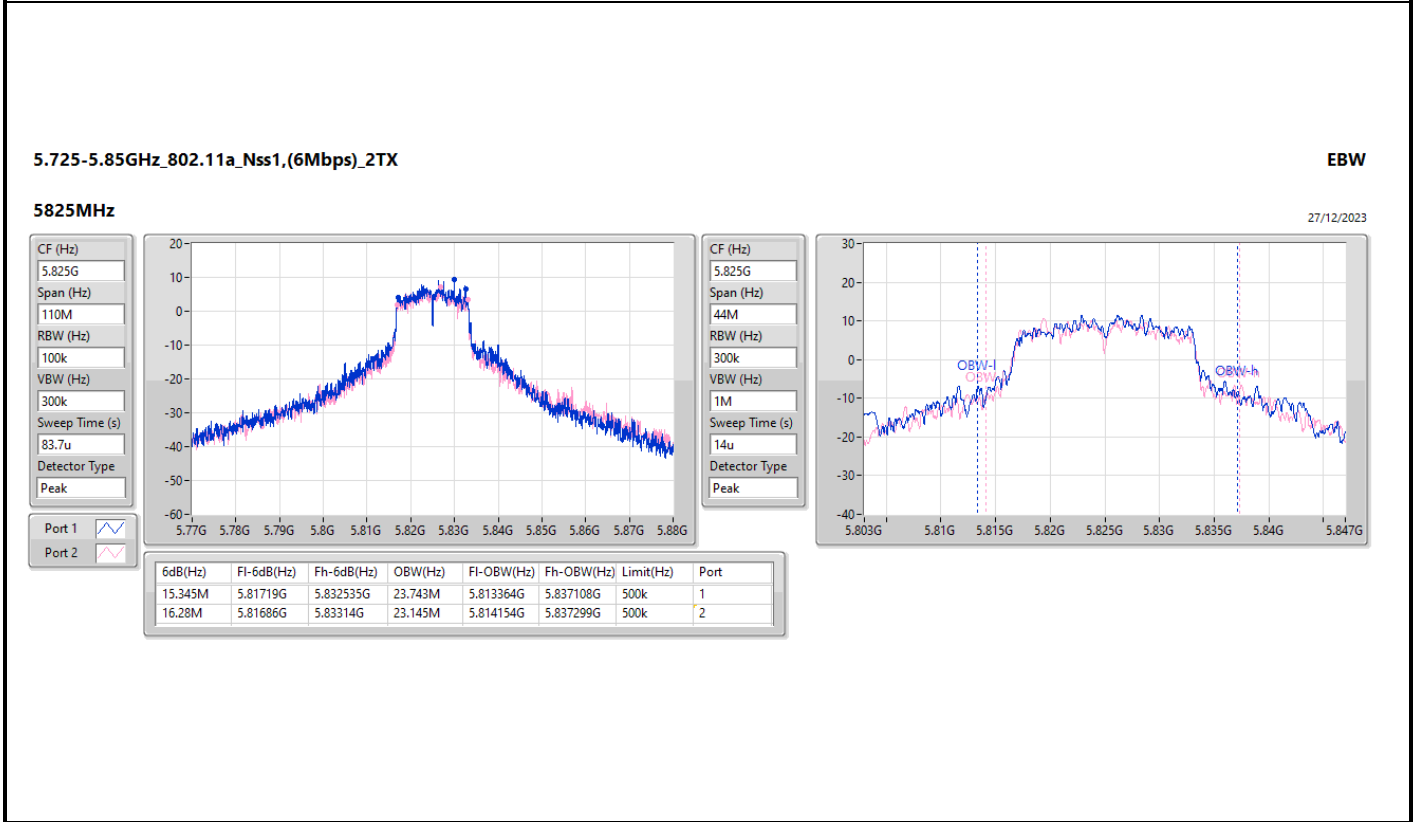 5.725-5.85GHz_802.11a_Nss1,(6Mbps)_2TX
EBW
5825MHz
27/12/2023
CF (Hz)
5.825G
Span (Hz)
110M
RBW (Hz)
100k
VBW (Hz)
300k
Sweep Time (s)
83.7u
Detector Type
Peak
Port 1
Port 2
20
10
0
-10
-20
-30
-40
-50
-60
5.77G 5.78G 5.79G 5.8G 5.81G 5.82G 5.83G 5.84G 5.85G 5.86G 5.87G 5.88G
CF (Hz)
5.825G
Span (Hz)
44M
RBW (Hz)
300k
VBW (Hz)
1M
Sweep Time (s)
14u
Detector Type
Peak
30
20
10
0
-10
-20
-30
-40
OBW-l
OBW
OBW-h
5.803G 5.81G 5.815G 5.82G 5.825G 5.83G 5.835G 5.84G 5.847G
6dB(Hz) Fl-6dB(Hz) Fh-6dB(Hz) OBW(Hz) Fl-OBW(Hz) Fh-OBW(Hz) Limit(Hz) Port
15.345M 5.81719G 5.832535G 23.743M 5.813364G 5.837108G 500k 1
16.28M 5.81686G 5.83314G 23.145M 5.814154G 5.837299G 500k 2